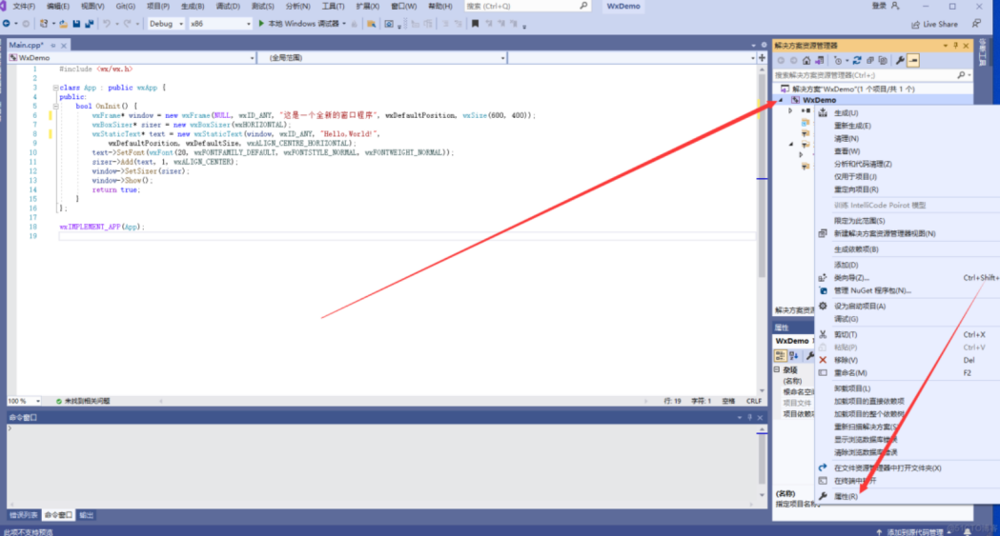 文件(F) 编辑(E) 视图(V) Git(G) 项目(P) 生成(B) 调试(D) 测试(S) 分析(N) 工具(T) 扩展(X) 窗口(W) 帮助(H) 搜索 (Ctrl+Q) WxDemo 登录
Debug x86 本地 Windows 调试器 Live Share
Main.cpp*
WxDemo (全局范围)
1 #include <wx/wx.h>
2
3 class App : public wxApp {
4 public:
5 bool OnInit() {
6 wxFrame* window = new wxFrame(NULL, wxID_ANY, "这是一个全新的窗口程序", wxDefaultPosition, wxSize(600, 400));
7 wxBoxSizer* sizer = new wxBoxSizer(wxHORIZONTAL);
8 wxStaticText* text = new wxStaticText(window, wxID_ANY, "Hello,World!",
9 wxDefaultPosition, wxDefaultSize, wxALIGN_CENTRE_HORIZONTAL);
10 text->SetFont(wxFont(20, wxFONTFAMILY_DEFAULT, wxFONTSTYLE_NORMAL, wxFONTWEIGHT_NORMAL));
11 sizer->Add(text, 1, wxALIGN_CENTER);
12 window->SetSizer(sizer);
13 window->Show();
14 return true;
15 }
16 };
17
18 wxIMPLEMENT_APP(App);
19
100 % 未找到相关问题 行: 19 字符: 1 空格 CRLF
命令窗口
>
错误列表 命令窗口 输出
此项不支持预览 添加到源代码管理
解决方案资源管理器
搜索解决方案资源管理器(Ctrl+;)
解决方案"WxDemo"(1 个项目/共 1 个)
WxDemo
生成(U)
重新生成(E)
清理(N)
查看(W)
分析和代码清理(Z)
仅用于项目(J)
重定向项目(R)
训练 IntelliCode Poirot 模型
限定为此范围(S)
新建解决方案资源管理器视图(N)
生成依赖项(B)
添加(D)
类向导(Z)... Ctrl+Shift+
管理 NuGet 程序包(N)...
设为启动项目(A)
调试(G)
剪切(T) Ctrl+X
粘贴(P) Ctrl+V
移除(V) Del
重命名(M) F2
卸载项目(L)
加载项目的直接依赖项
加载项目的整个依赖树
重新扫描解决方案(S)
显示浏览数据库错误
清除浏览数据库错误
在文件资源管理器中打开文件夹(X)
在终端中打开
属性(R)
解决方案资源
属性
WxDemo
杂项
(名称)
根命名空间
项目文件
项目依赖项
(名称)
指定项目名称。